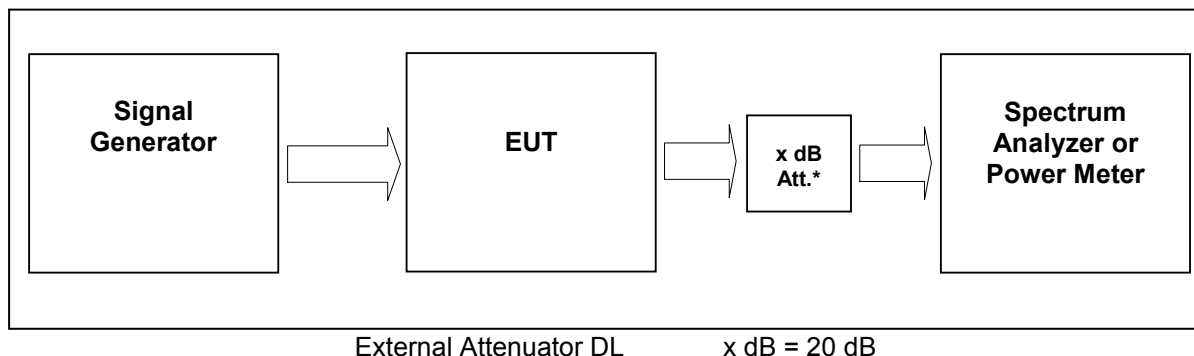 Signal
Generator
EUT
x dB
Att.*
Spectrum
Analyzer or
Power Meter
External Attenuator DL x dB = 20 dB